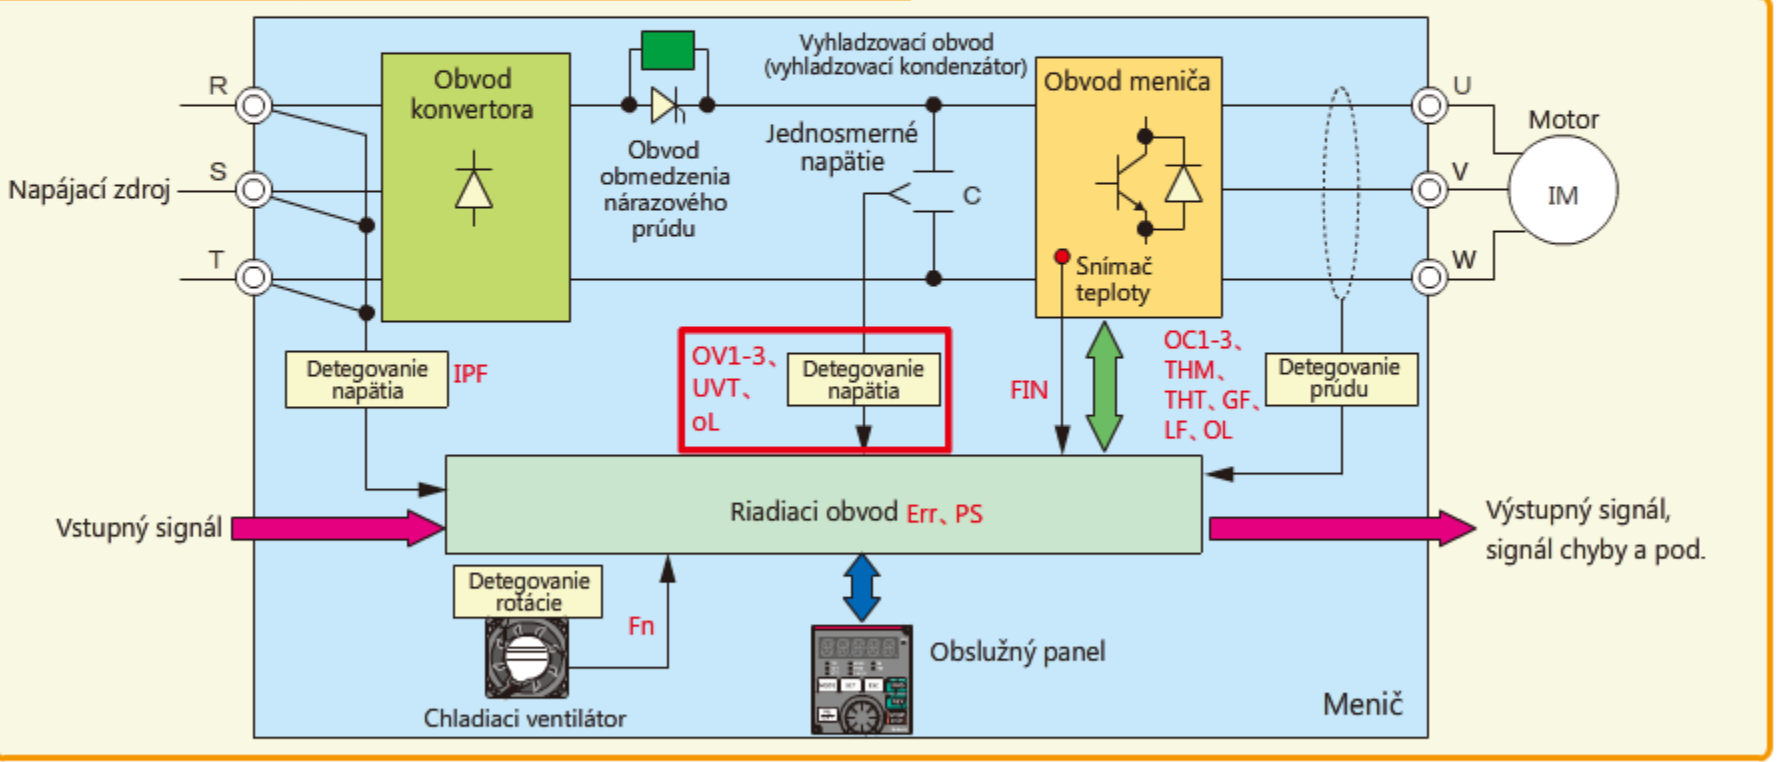 R
S
T
Napájací zdroj
Obvod
konvertora
Obvod
obmedzenia
nárazového
prúdu
Vyhladzovací obvod
(vyhladzovací kondenzátor)
Jednosmerné
napätie
C
Obvod meniča
Snímač
teploty
U
V
W
Motor
IM
Detegovanie
napätia
IPF
OV1-3、
UVT、
oL
Detegovanie
napätia
FIN
OC1-3、
THM、
THT、GF、
LF、OL
Detegovanie
prúdu
Vstupný signál
Riadiaci obvod Err、PS
Výstupný signál,
signál chyby a pod.
Detegovanie
rotácie
Fn
Chladiaci ventilátor
Obslužný panel
Menič